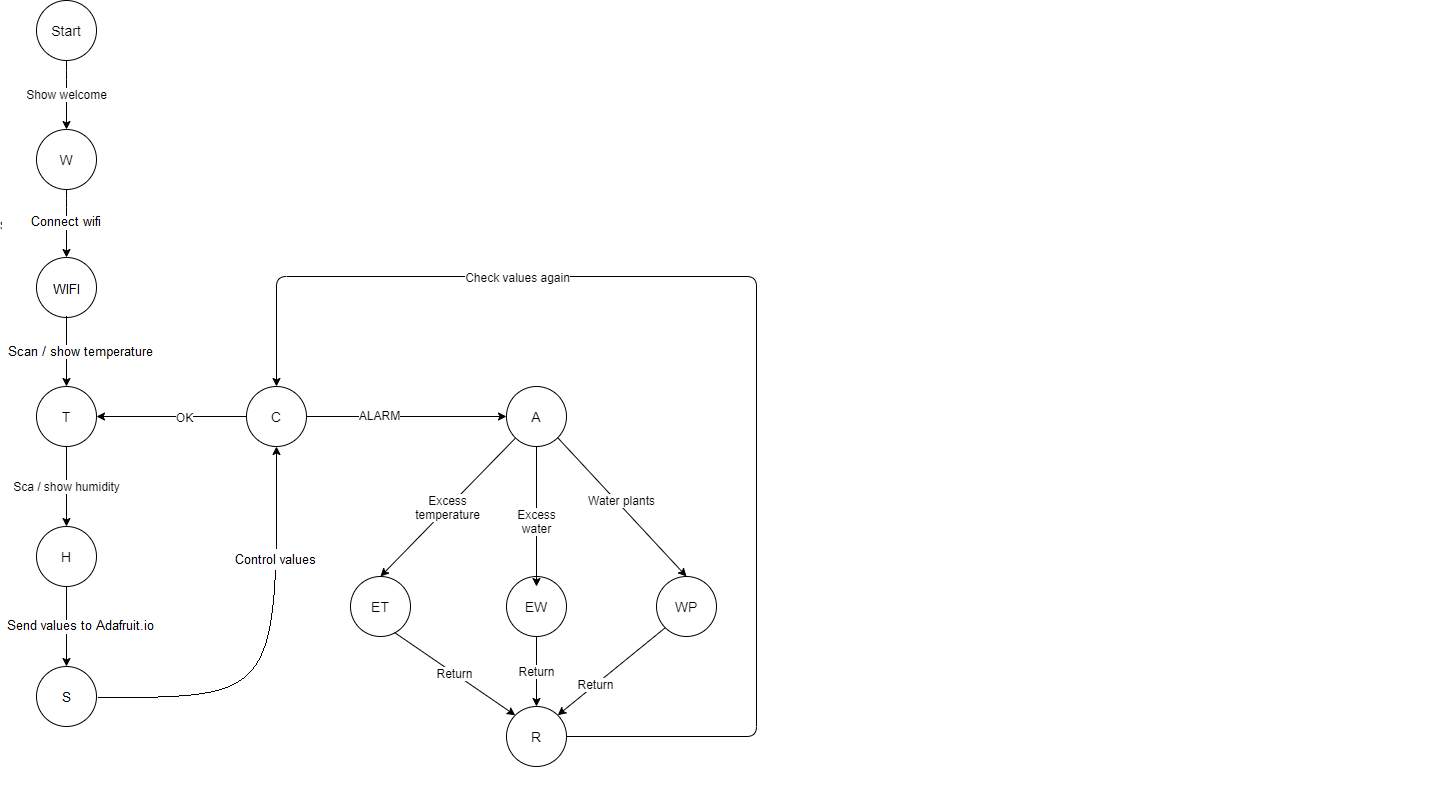 Start
Show welcome
W
Connect wifi
WIFI
Check values again
Scan / show temperature
T
OK
C
ALARM
A
Sca / show humidity
Excess
temperature
Excess
water
Water plants
H
Control values
ET
EW
WP
Send values to Adafruit.io
Return
Return
Return
S
R